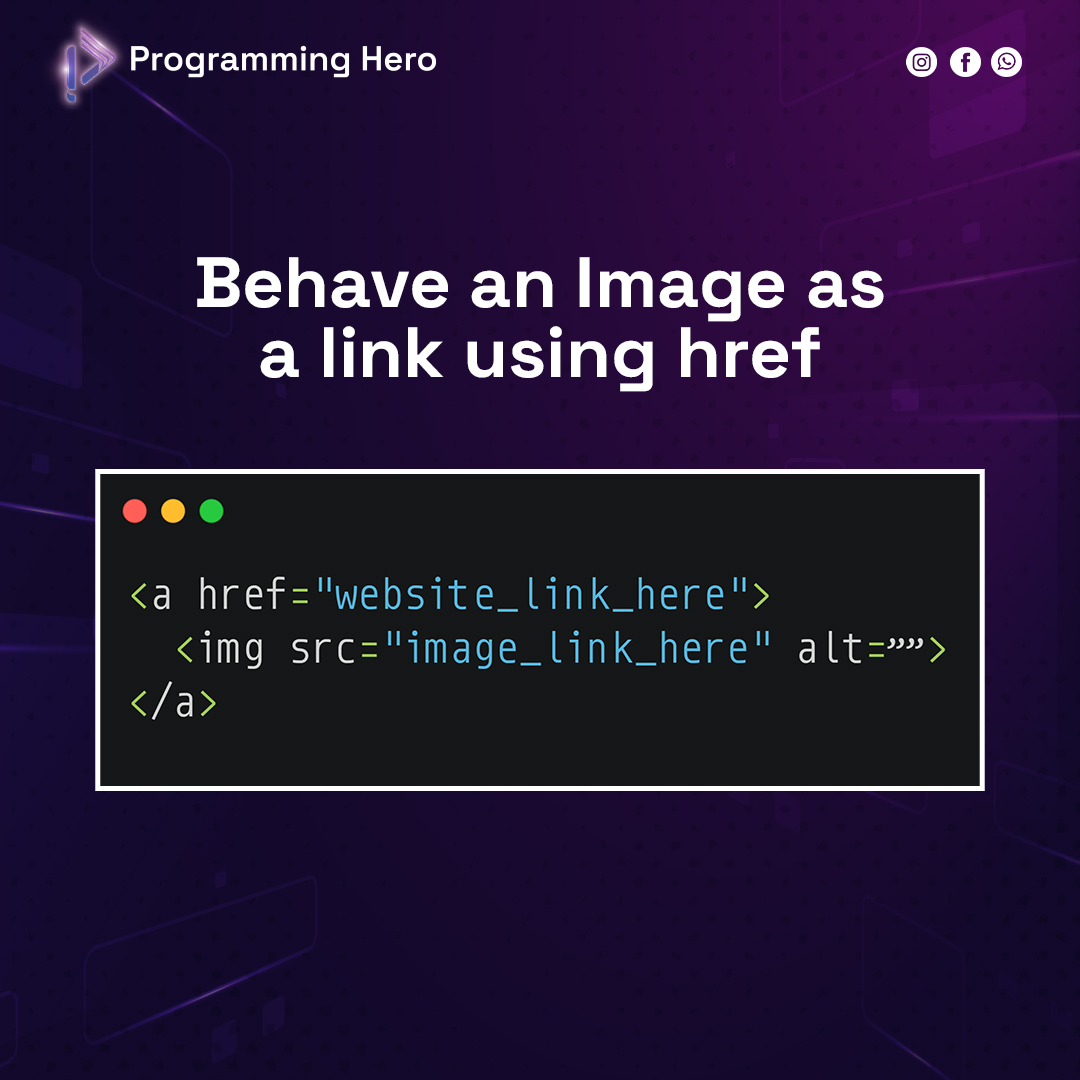 Programming Hero
Behave an Image as
a link using href
<a href="website_link_here">
<img src="image_link_here" alt=””>
</a>